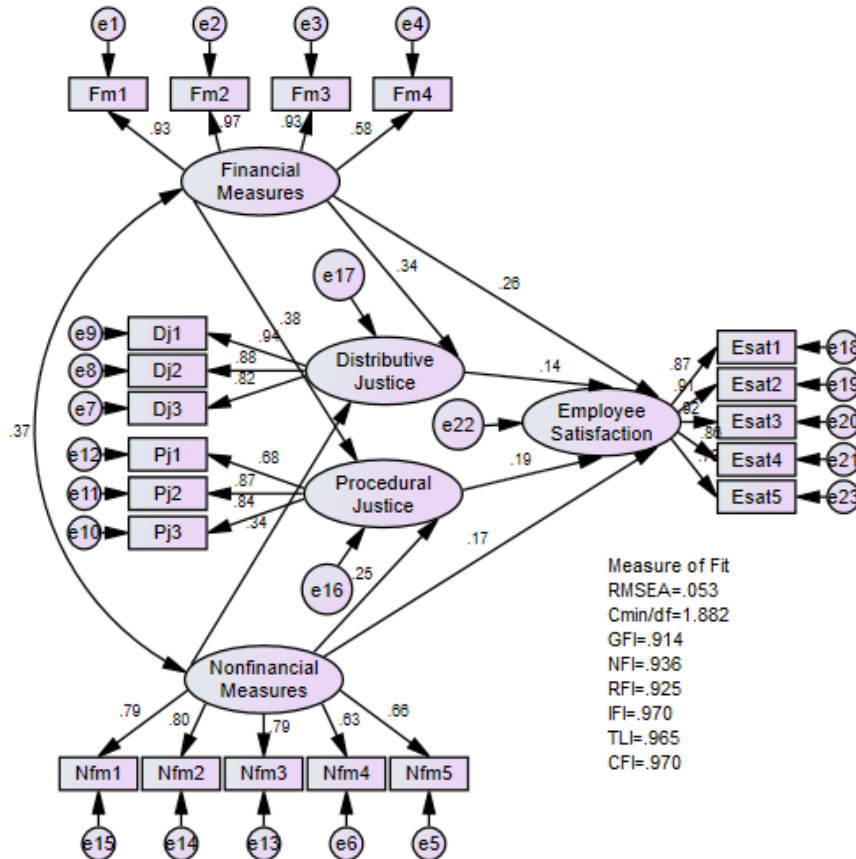 e1 e2 e3 e4
Fm1 Fm2 Fm3 Fm4
.93 .97 .93 .58
Financial
Measures
e17
.34
.26
.38
e9 Dj1
.94
e8 Dj2
.88
e7 Dj3
.82
Distributive
Justice
.14
.37
e12 Pj1
.68
e11 Pj2
.87
e10 Pj3
.84
.34
Procedural
Justice
.19
e22
Employee
Satisfaction
.87
Esat1 e18
.91
Esat2 e19
.92
Esat3 e20
.86
Esat4 e21
Esat5 e23
e16
.25
.17
Nonfinancial
Measures
.79 .80 .79 .63 .66
Nfm1 Nfm2 Nfm3 Nfm4 Nfm5
e15 e14 e13 e6 e5
Measure of Fit
RMSEA=.053
Cmin/df=1.882
GFI=.914
NFI=.936
RFI=.925
IFI=.970
TLI=.965
CFI=.970